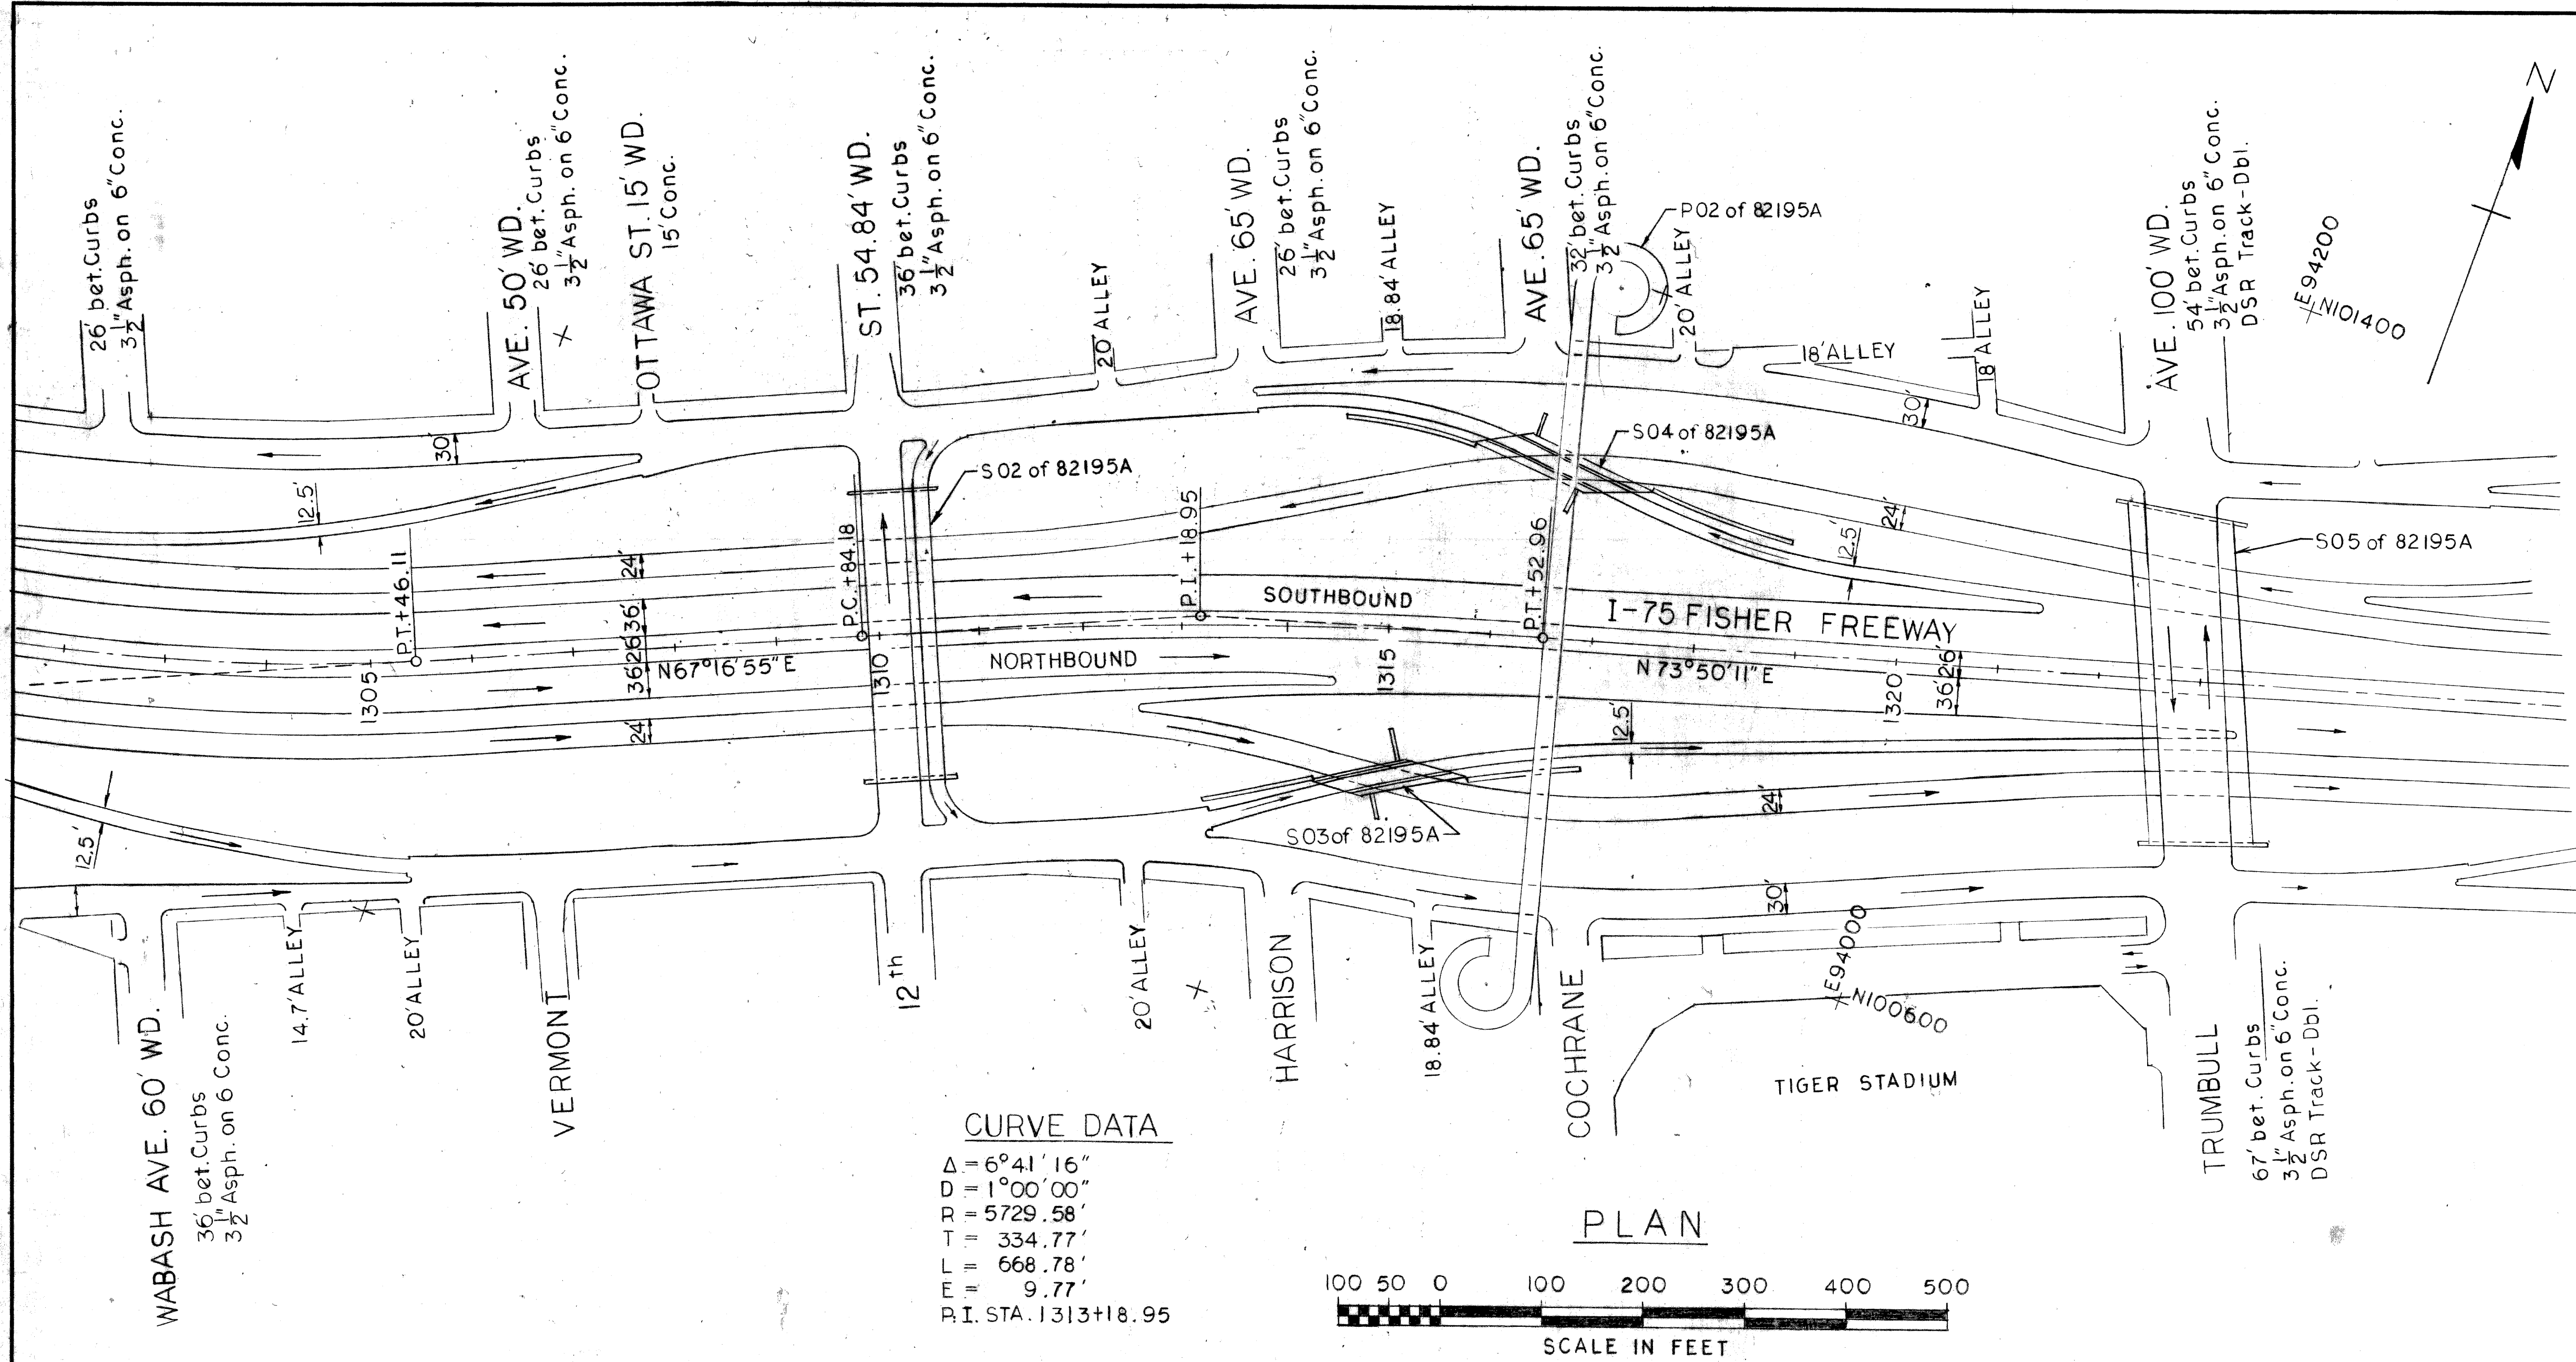 26' bet.Curbs
3 1/2" Asph. on 6" Conc.
AVE. 50' WD.
26' bet.Curbs
3 1/2" Asph. on 6" Conc.
OTTAWA ST. 15' WD.
15' Conc.
ST. 54.84' WD.
36' bet.Curbs
3 1/2" Asph. on 6" Conc.
20' ALLEY
AVE. 65' WD.
26' bet.Curbs
3 1/2" Asph. on 6" Conc.
18.84' ALLEY
AVE. 65' WD.
32' bet.Curbs
3 1/2" Asph. on 6" Conc.
P02 of 82195A
20' ALLEY
18' ALLEY
18' ALLEY
AVE. 100' WD.
54' bet.Curbs
3 1/2" Asph. on 6" Conc.
DSR Track-Dbl.
E94200
N101400
N
30'
12.5'
P.T.+46.11
24'
36'
26'
36'
24'
P.C.+84.18
S02 of 82195A
P.I.+18.95
P.T.+52.96
S04 of 82195A
30'
24'
12.5'
S05 of 82195A
SOUTHBOUND
I-75 FISHER FREEWAY
NORTHBOUND
N67°16'55"E
N 73°50'11"E
1305
1310
1315
1320
26'
36'
12.5'
24'
S03 of 82195A
30'
12.5'
WABASH AVE. 60' WD.
36' bet.Curbs
3 1/2" Asph. on 6 Conc.
14.7' ALLEY
20' ALLEY
VERMONT
12th
20' ALLEY
HARRISON
18.84' ALLEY
COCHRANE
E94000
N100600
TIGER STADIUM
TRUMBULL
67' bet. Curbs
3 1/2" Asph. on 6" Conc.
DSR Track-Dbl.
CURVE DATA
Δ = 6°41'16"
D = 1°00'00"
R = 5729.58'
T = 334.77'
L = 668.78'
E = 9.77'
P.I. STA. 1313+18.95
PLAN
100 50 0 100 200 300 400 500
SCALE IN FEET